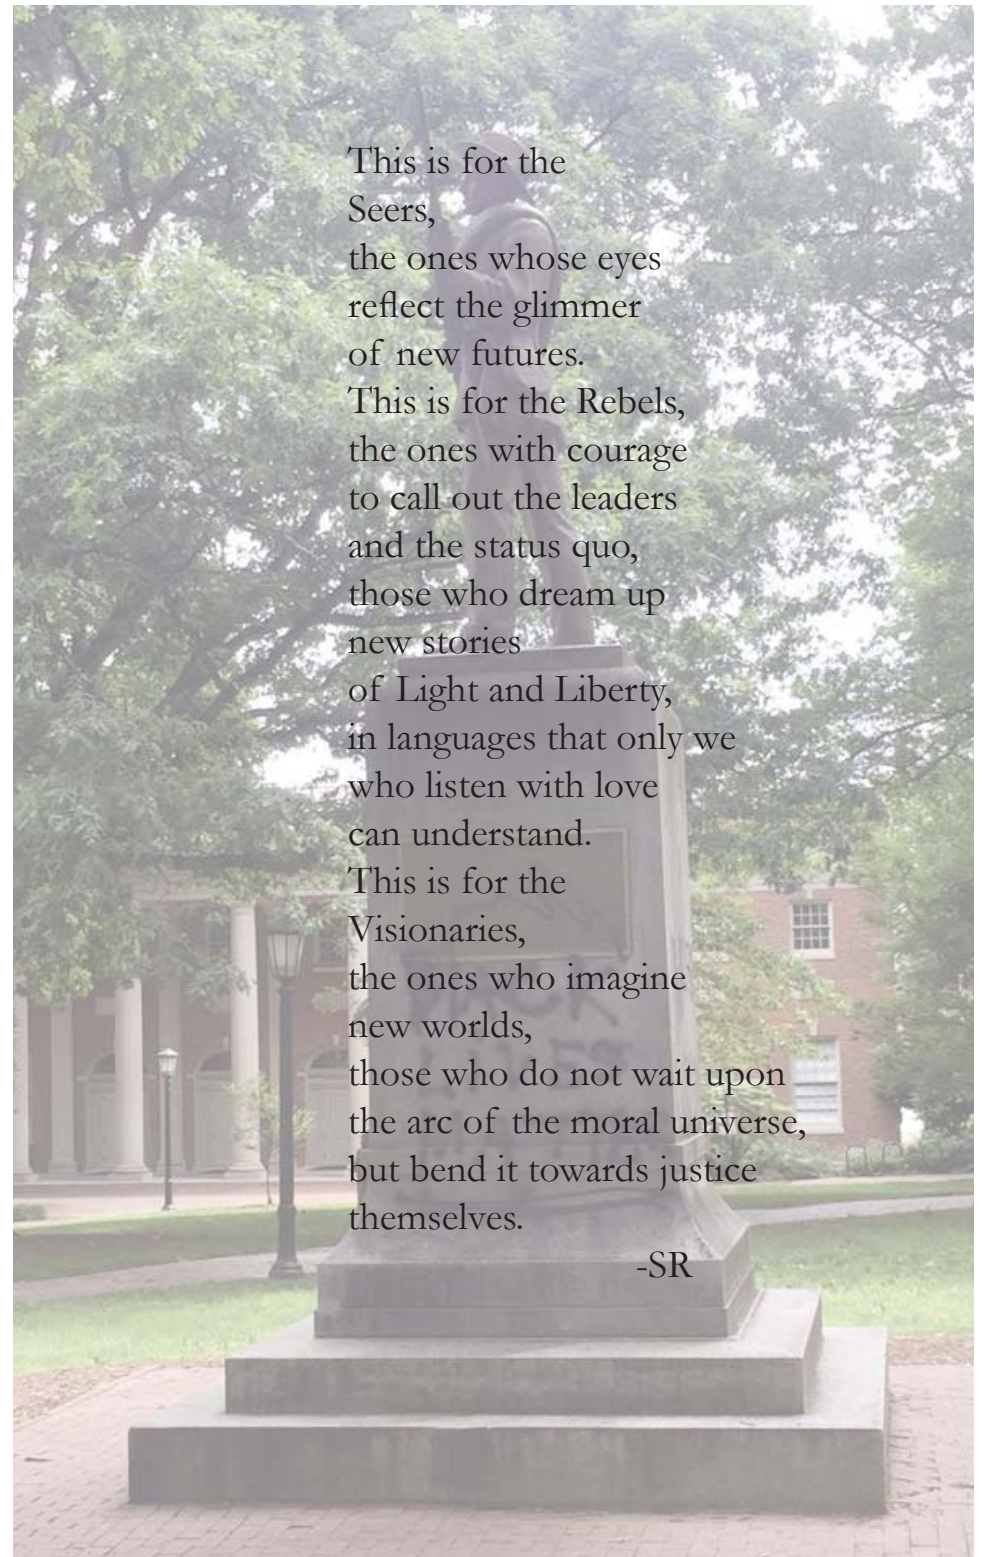 This is for the
Seers,
the ones whose eyes
reflect the glimmer
of new futures.
This is for the Rebels,
the ones with courage
to call out the leaders
and the status quo,
those who dream up
new stories
of Light and Liberty,
in languages that only we
who listen with love
can understand.
This is for the
Visionaries,
the ones who imagine
new worlds,
those who do not wait upon
the arc of the moral universe,
but bend it towards justice
themselves.
-SR